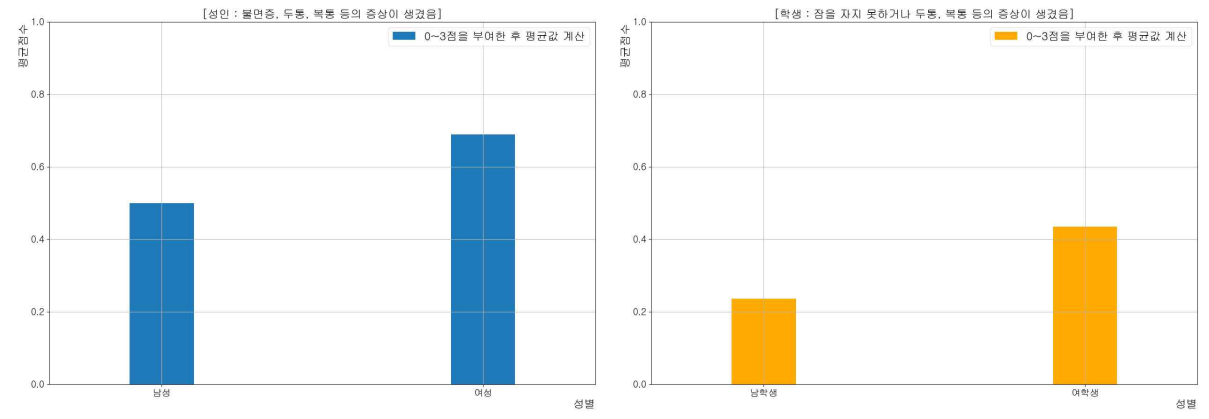 [성인 : 불면증, 두통, 복통 등의 증상이 생겼음]
평균점수
1.0
0.8
0.6
0.4
0.2
0.0
0~3점을 부여한 후 평균값 계산
남성
여성
성별
[학생 : 잠을 자지 못하거나 두통, 복통 등의 증상이 생겼음]
평균점수
1.0
0.8
0.6
0.4
0.2
0.0
0~3점을 부여한 후 평균값 계산
남학생
여학생
성별